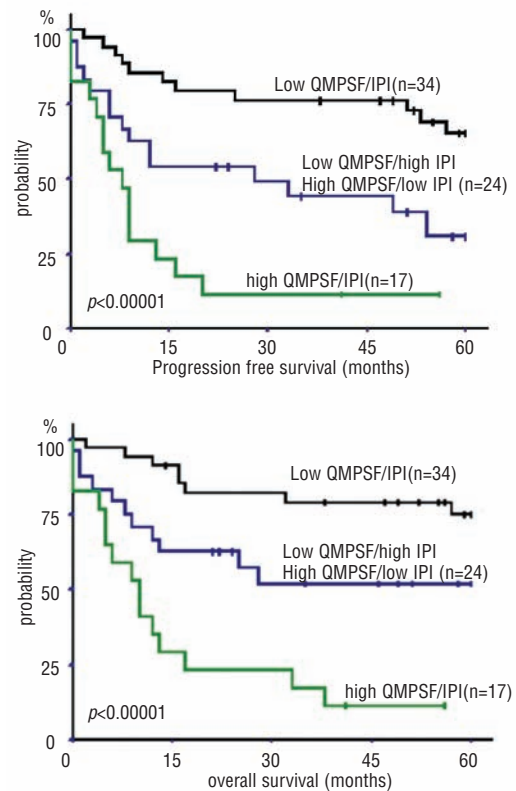 %
100
Low QMPSF/IPI(n=34)
75
probability
Low QMPSF/high IPI
50
High QMPSF/low IPI (n=24)
25
high QMPSF/IPI(n=17)
p<0.00001
0
0 15 30 45 60
Progression free survival (months)
%
100
Low QMPSF/IPI(n=34)
75
probability
Low QMPSF/high IPI
50
High QMPSF/low IPI (n=24)
25
high QMPSF/IPI(n=17)
p<0.00001
0
0 15 30 45 60
overall survival (months)